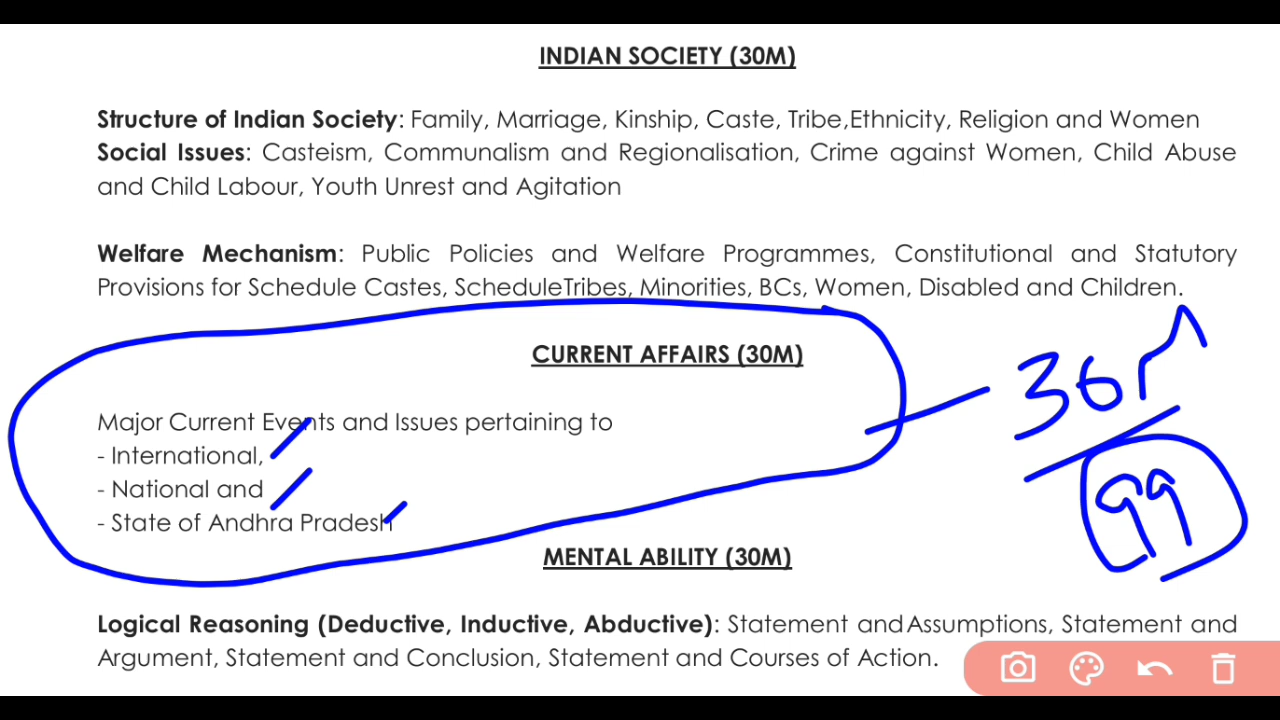 INDIAN SOCIETY (30M)
Structure of Indian Society: Family, Marriage, Kinship, Caste, Tribe,Ethnicity, Religion and Women
Social Issues: Casteism, Communalism and Regionalisation, Crime against Women, Child Abuse
and Child Labour, Youth Unrest and Agitation
Welfare Mechanism: Public Policies and Welfare Programmes, Constitutional and Statutory
Provisions for Schedule Castes, ScheduleTribes, Minorities, BCs, Women, Disabled and Children.
CURRENT AFFAIRS (30M)
Major Current Events and Issues pertaining to
- International,
- National and
- State of Andhra Pradesh
MENTAL ABILITY (30M)
Logical Reasoning (Deductive, Inductive, Abductive): Statement and Assumptions, Statement and
Argument, Statement and Conclusion, Statement and Courses of Action.